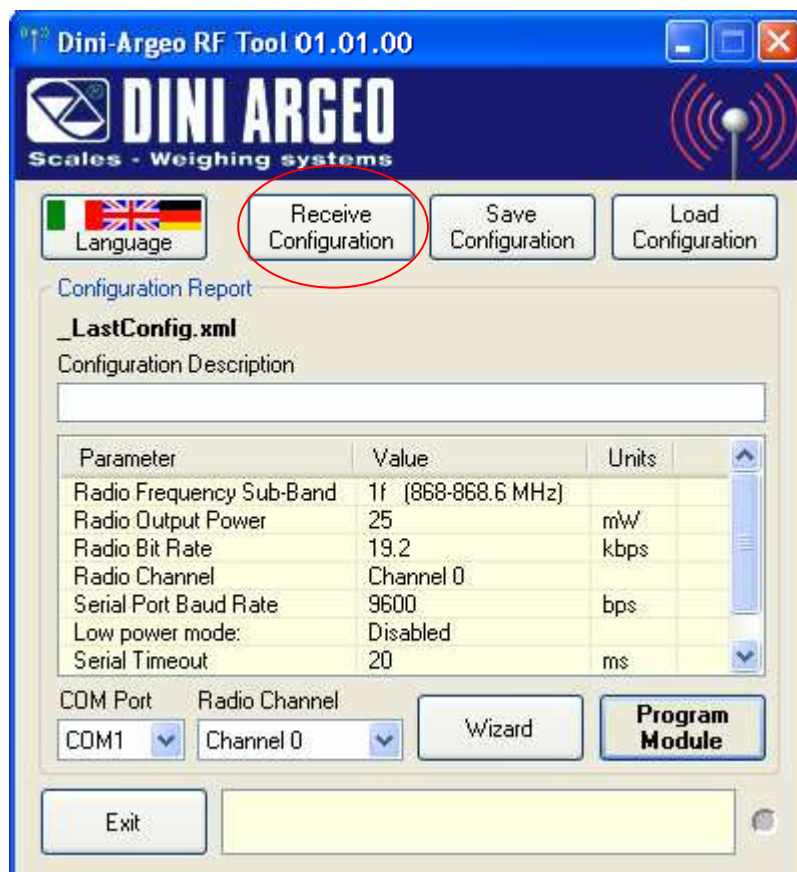 Dini-Argeo RF Tool 01.01.00
DINI ARGEO
Scales - Weighing systems
Language
Receive
Configuration
Save
Configuration
Load
Configuration
Configuration Report
_LastConfig.xml
Configuration Description
Parameter Value Units
Radio Frequency Sub-Band 1f (868-868.6 MHz)
Radio Output Power 25 mW
Radio Bit Rate 19.2 kbps
Radio Channel Channel 0
Serial Port Baud Rate 9600 bps
Low power mode: Disabled
Serial Timeout 20 ms
COM Port Radio Channel
COM1 Channel 0
Wizard
Program
Module
Exit